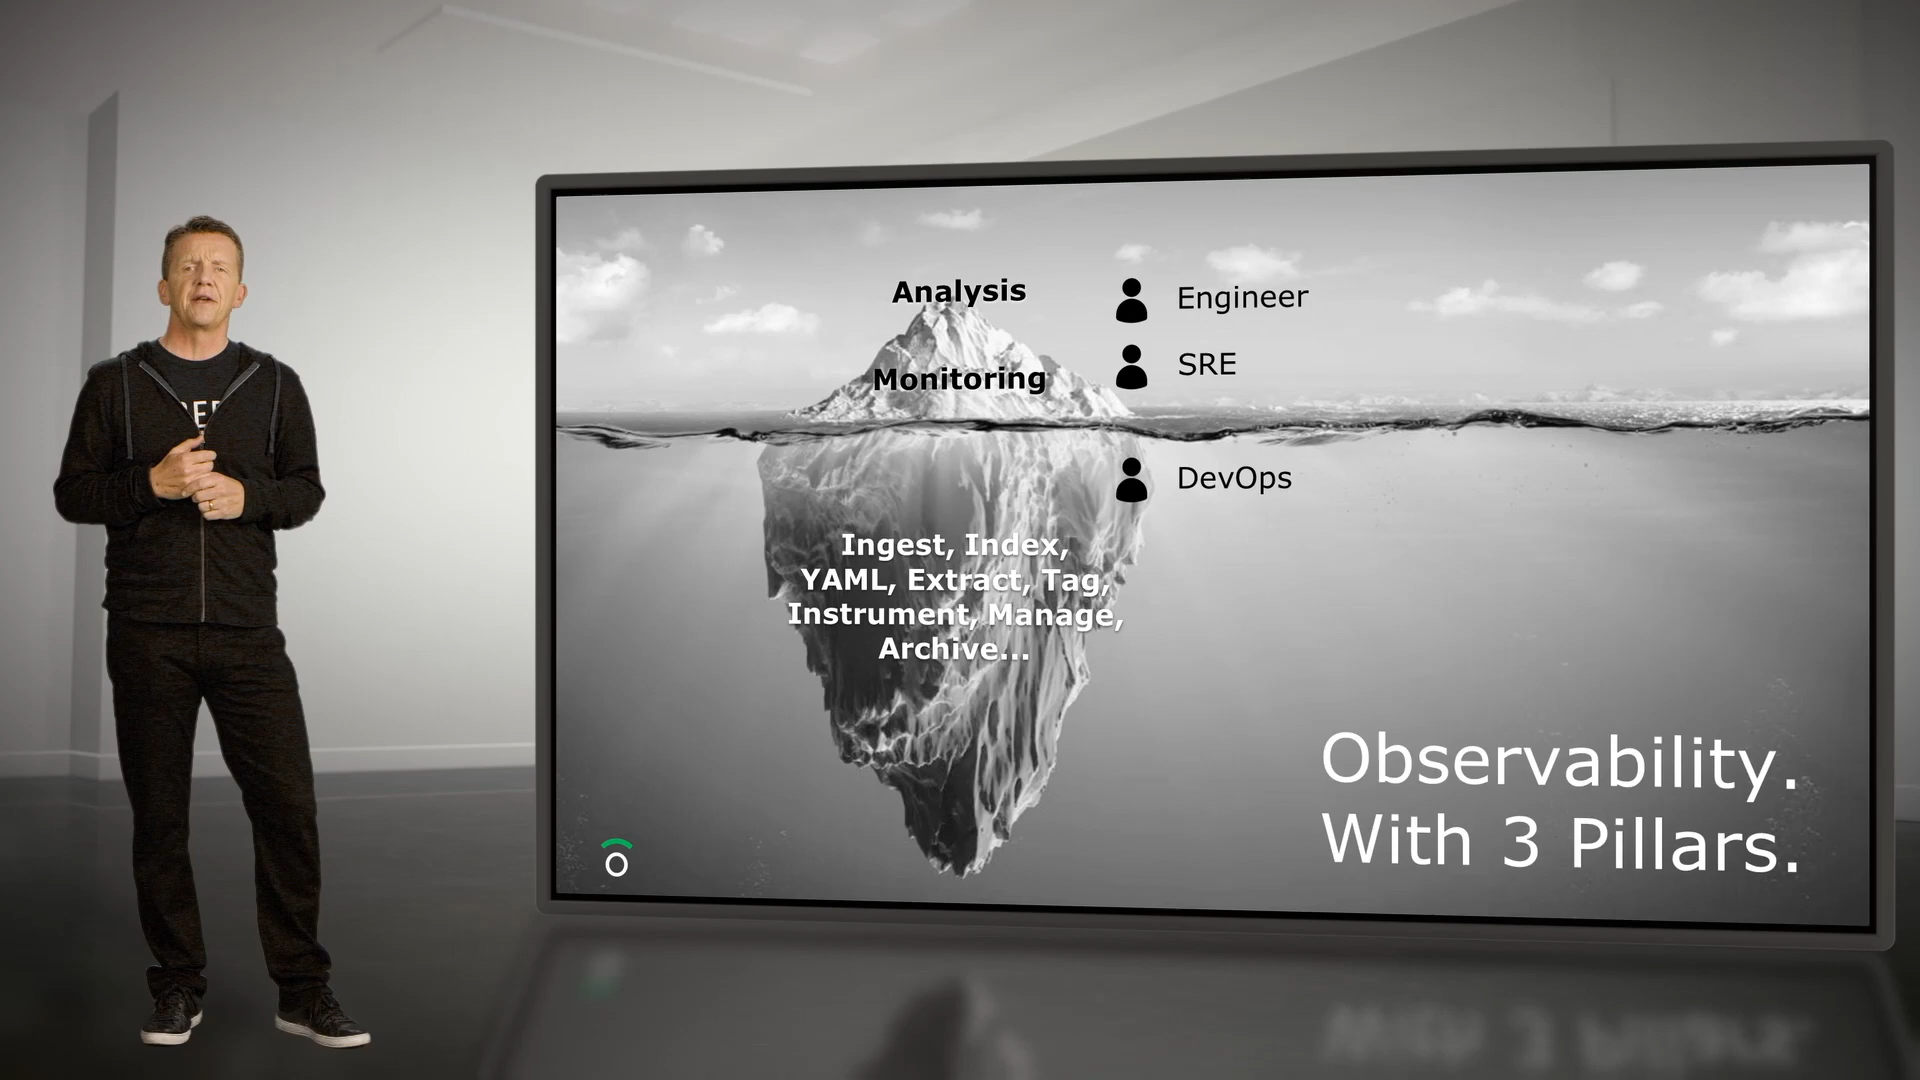 Analysis
Engineer
SRE
Monitoring
DevOps
Ingest, Index,
YAML, Extract, Tag,
Instrument, Manage,
Archive...
Observability.
With 3 Pillars.